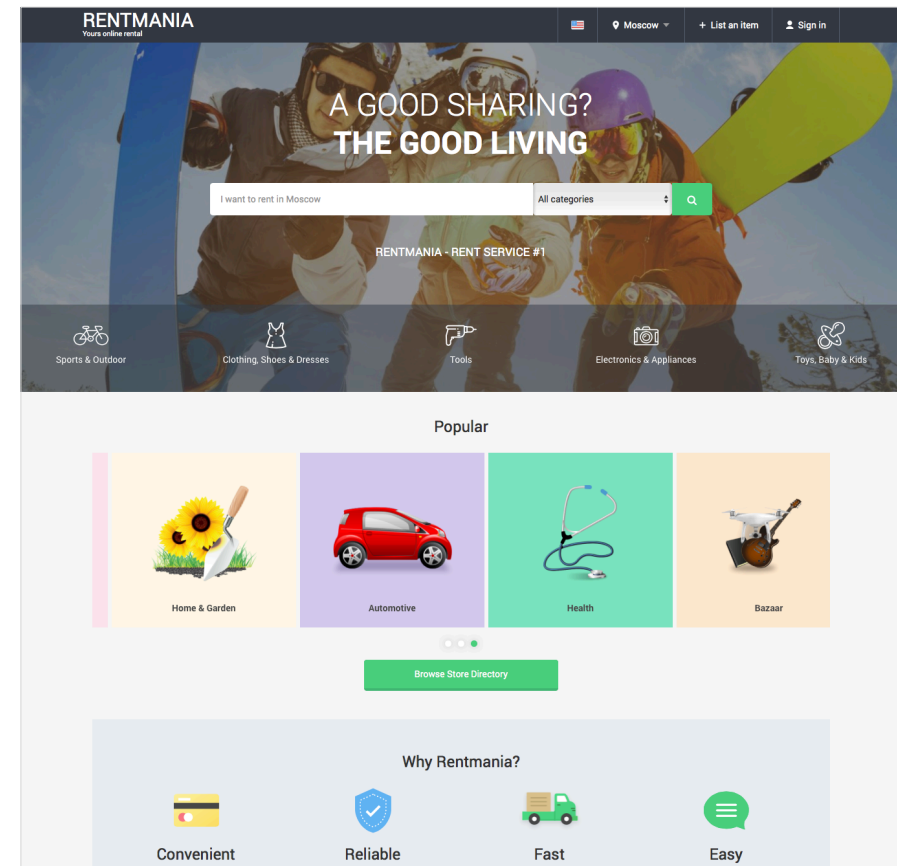 RENTMANIA
Yours online rental
Moscow
+ List an item
Sign in
A GOOD SHARING?
THE GOOD LIVING
I want to rent in Moscow
All categories
RENTMANIA - RENT SERVICE #1
Sports & Outdoor
Clothing, Shoes & Dresses
Tools
Electronics & Appliances
Toys, Baby & Kids
Popular
Home & Garden
Automotive
Health
Bazaar
Browse Store Directory
Why Rentmania?
Convenient
Reliable
Fast
Easy